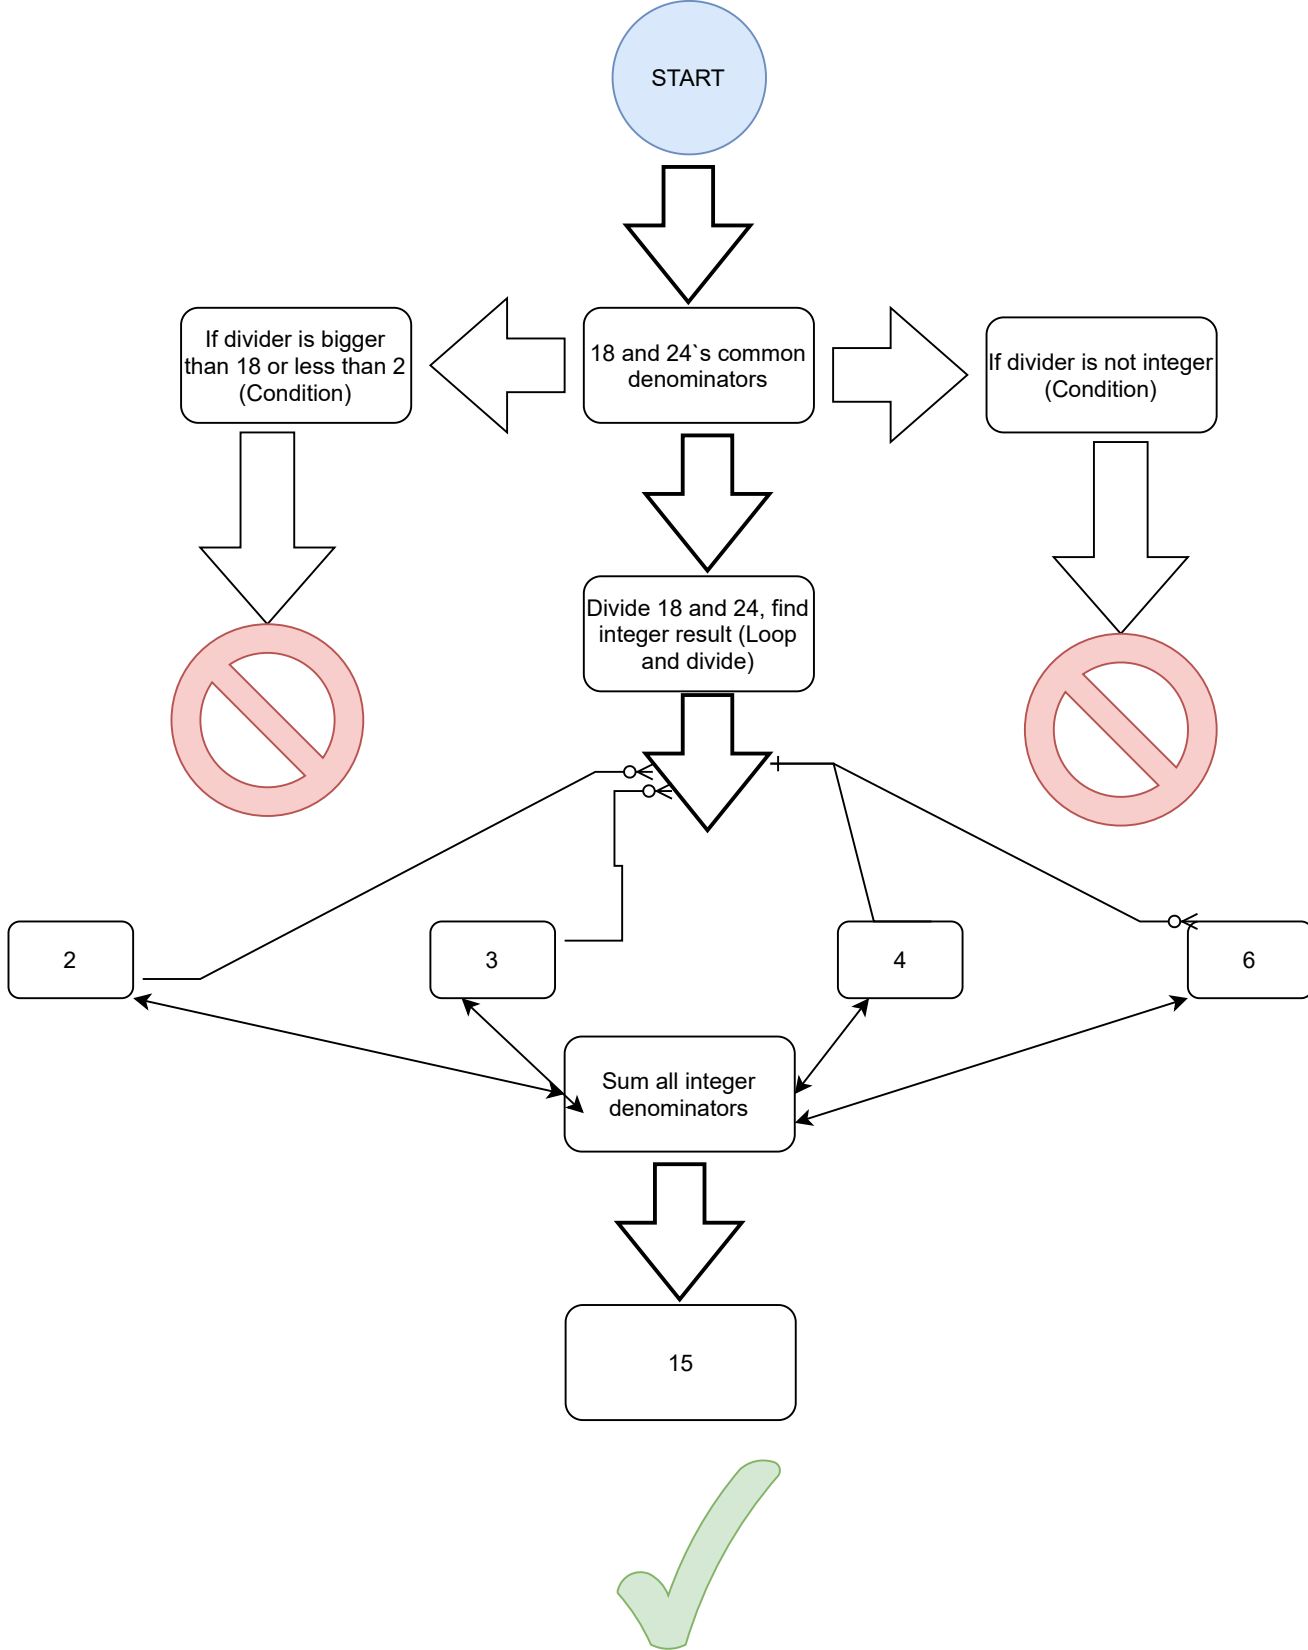 START
If divider is bigger
than 18 or less than 2
(Condition)
18 and 24`s common
denominators
If divider is not integer
(Condition)
Divide 18 and 24, find
integer result (Loop
and divide)
2
3
4
6
Sum all integer
denominators
15